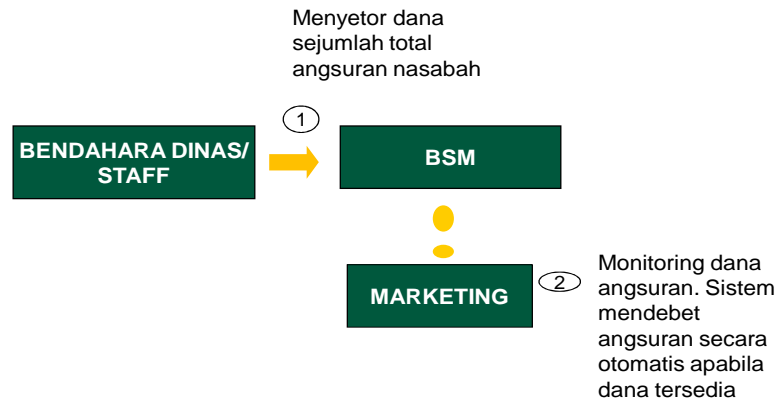 Menyetor dana
sejumlah total
angsuran nasabah
1
BENDAHARA DINAS/
STAFF
BSM
MARKETING
2
Monitoring dana
angsuran. Sistem
mendebet
angsuran secara
otomatis apabila
dana tersedia